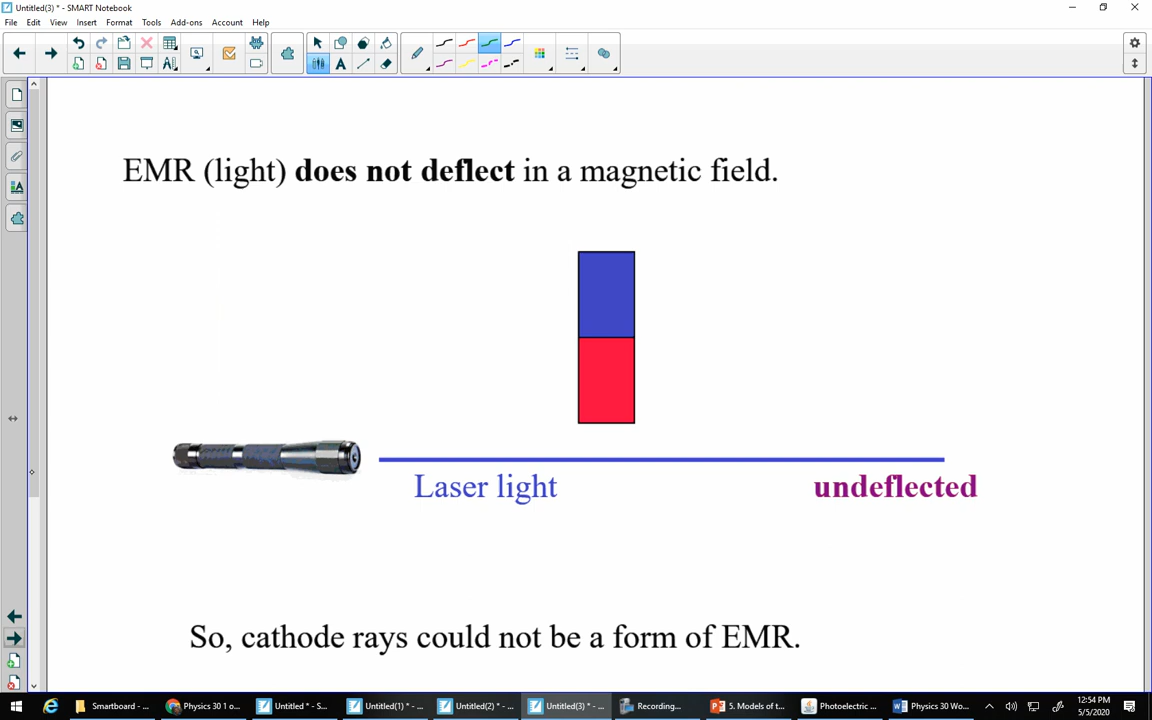 Untitled(3) * - SMART Notebook
File Edit View Insert Format Tools Add-ons Account Help
EMR (light) does not deflect in a magnetic field.
Laser light
undeflected
So, cathode rays could not be a form of EMR.
Smartboard - ...
Physics 30 1 o...
Untitled * - S...
Untitled(1) * - ...
Untitled(2) * - ...
Untitled(3) * - ...
Recording...
5. Models of t...
Photoelectric ...
Physics 30 Wo...
12:54 PM
5/5/2020